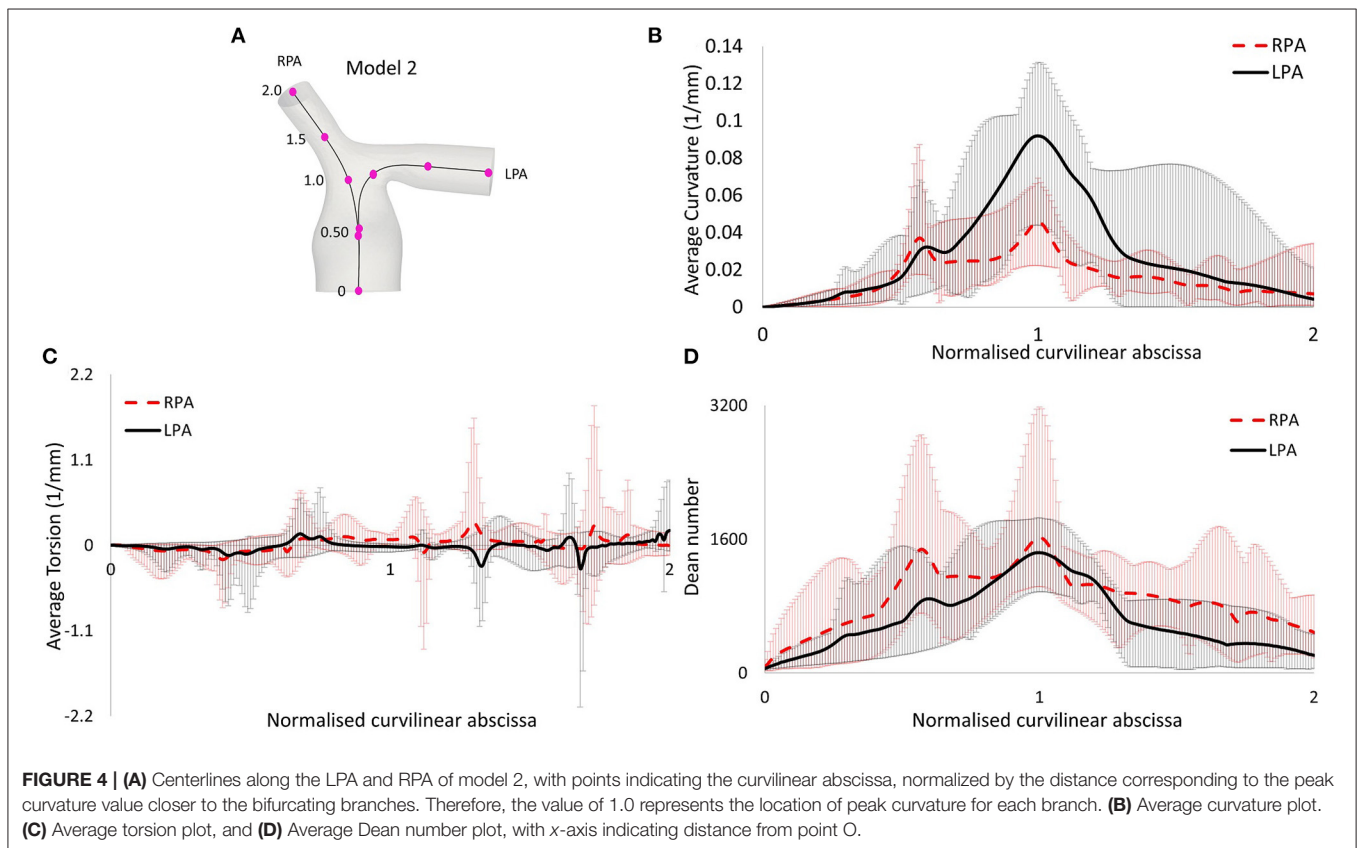 A
RPA
Model 2
2.0
1.5
1.0
LPA
0.50
0
B
RPA
LPA
0.14
0.12
0.1
0.08
0.06
0.04
0.02
0
Average Curvature (1/mm)
0 1 2
Normalised curvilinear abscissa
C
RPA
LPA
2.2
1.1
0
-1.1
-2.2
Average Torsion (1/mm)
0 1 2
Normalised curvilinear abscissa
D
RPA
LPA
3200
1600
0
Dean number
0 1 2
Normalised curvilinear abscissa
FIGURE 4 | (A) Centerlines along the LPA and RPA of model 2, with points indicating the curvilinear abscissa, normalized by the distance corresponding to the peak
curvature value closer to the bifurcating branches. Therefore, the value of 1.0 represents the location of peak curvature for each branch. (B) Average curvature plot.
(C) Average torsion plot, and (D) Average Dean number plot, with x-axis indicating distance from point O.